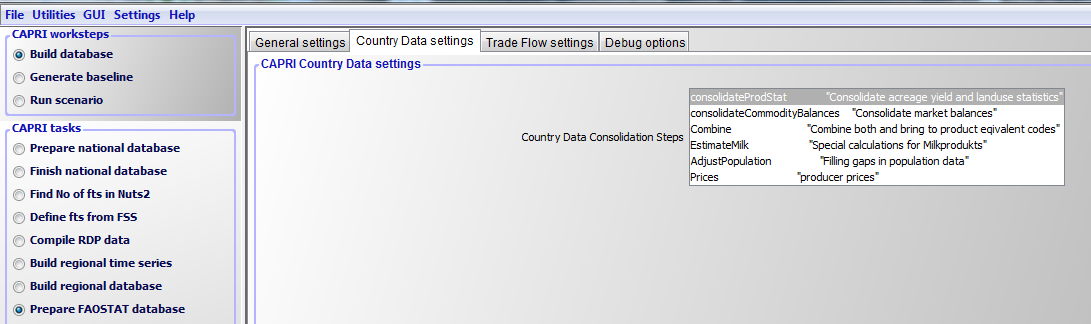 File Utilities GUI Settings Help
CAPRI worksteps
Build database
Generate baseline
Run scenario
CAPRI tasks
Prepare national database
Finish national database
Find No of fts in Nuts2
Define fts from FSS
Compile RDP data
Build regional time series
Build regional database
Prepare FAOSTAT database
General settings Country Data settings Trade Flow settings Debug options
CAPRI Country Data settings
Country Data Consolidation Steps
consolidateProdStat "Consolidate acreage yield and landuse statistics"
consolidateCommodityBalances "Consolidate market balances"
Combine "Combine both and bring to product eqivalent codes"
EstimateMilk "Special calculations for Milkprodukts"
AdjustPopulation "Filling gaps in population data"
Prices "producer prices"